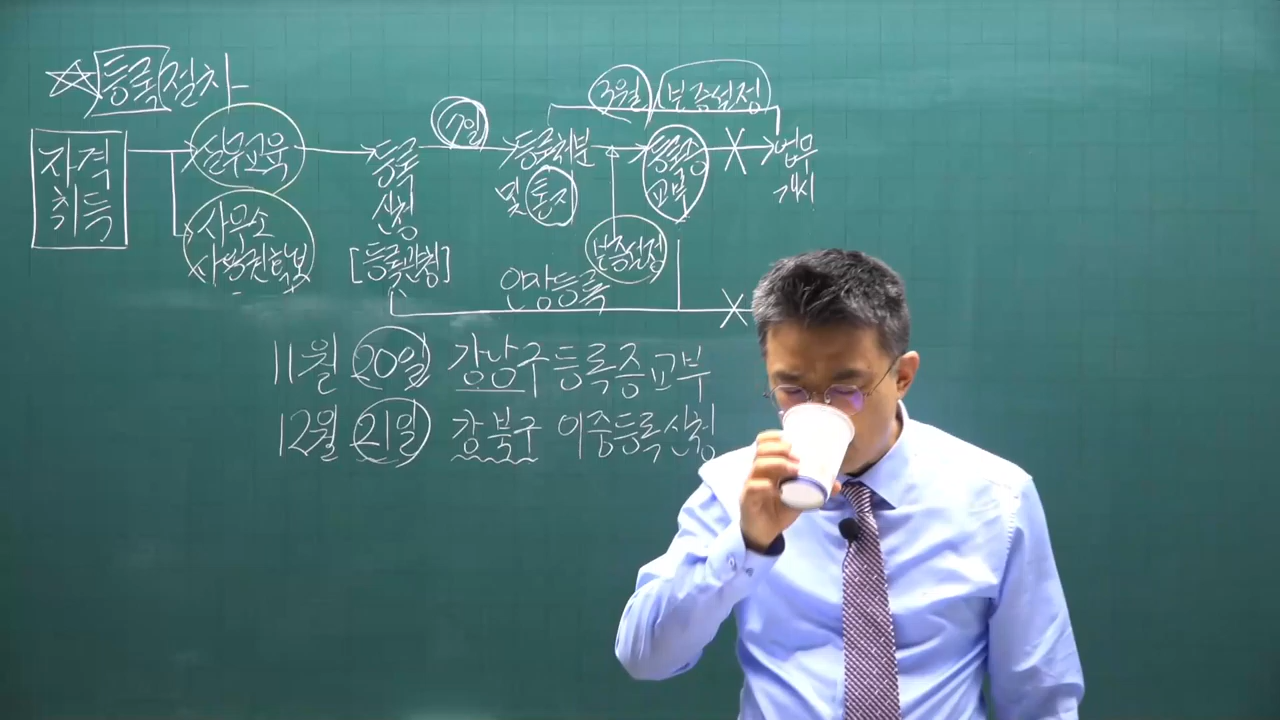 ☆등록절차
3월 보증설정
7일
자격
취득
실무교육
등록
신청
[등록관청]
등록처분
및 통지
등록증
교부
업무
개시
사무소
사용권확보
보증설정
인장등록
11월 20일 강남구 등록증교부
12월 21일 강북구 이중등록신청